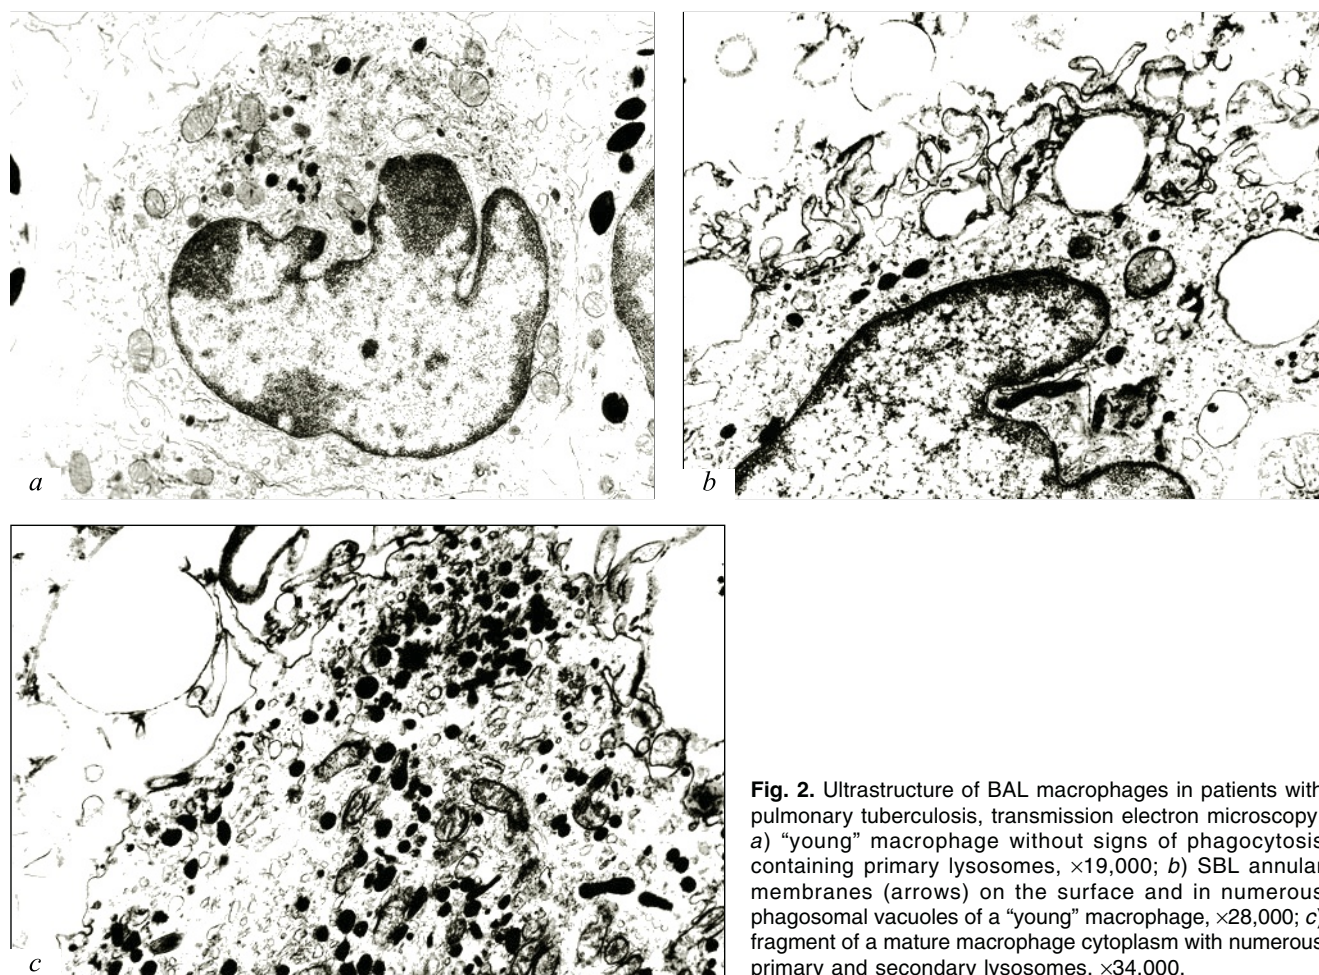 a
b
c
Fig. 2. Ultrastructure of BAL macrophages in patients with
pulmonary tuberculosis, transmission electron microscopy
a) “young” macrophage without signs of phagocytosis
containing primary lysosomes, ×19,000; b) SBL annular
membranes (arrows) on the surface and in numerous
phagosomal vacuoles of a “young” macrophage, ×28,000; c)
fragment of a mature macrophage cytoplasm with numerous
primary and secondary lysosomes, ×34,000.